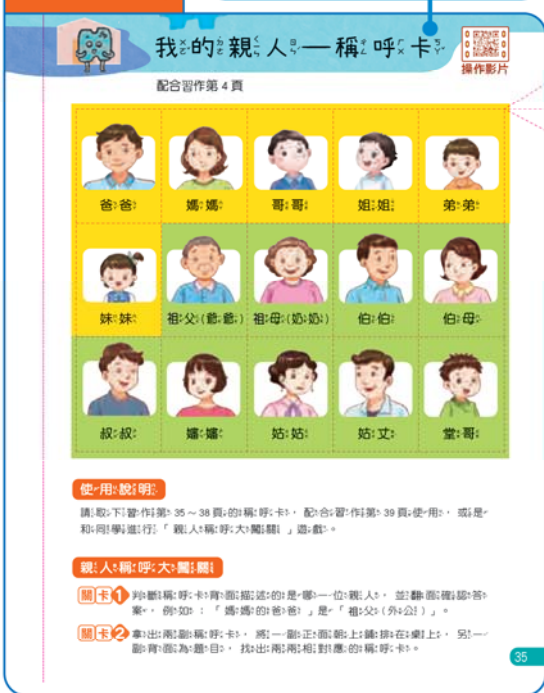 我的親人—稱呼卡
操作影片
配合習作第 4 頁
爸爸 媽媽 哥哥 姐姐 弟弟
妹妹 祖父(爺爺) 祖母(奶奶) 伯伯 伯母
叔叔 嬸嬸 姑姑 姑丈 堂哥
使用說明
請取下習作第 35～38 頁的稱呼卡，配合習作第 39 頁使用，或是
和同學進行「親人稱呼大闖關」遊戲。
親人稱呼大闖關
關卡1 判斷稱呼卡背面描述的是哪一位親人，並翻面確認答
案，例如：「媽媽的爸爸」是「祖父(外公)」。
關卡2 拿出兩副稱呼卡，將一副正面朝上鋪排在桌上，另一
副背面為題目，找出兩兩相對應的稱呼卡。
35